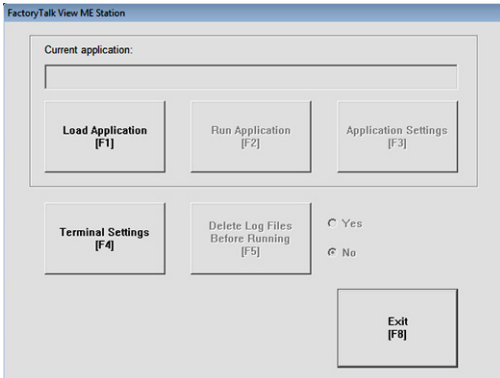 FactoryTalk View ME Station
Current application:
Load Application
[F1]
Run Application
[F2]
Application Settings
[F3]
Terminal Settings
[F4]
Delete Log Files
Before Running
[F5]
Yes
No
Exit
[F8]